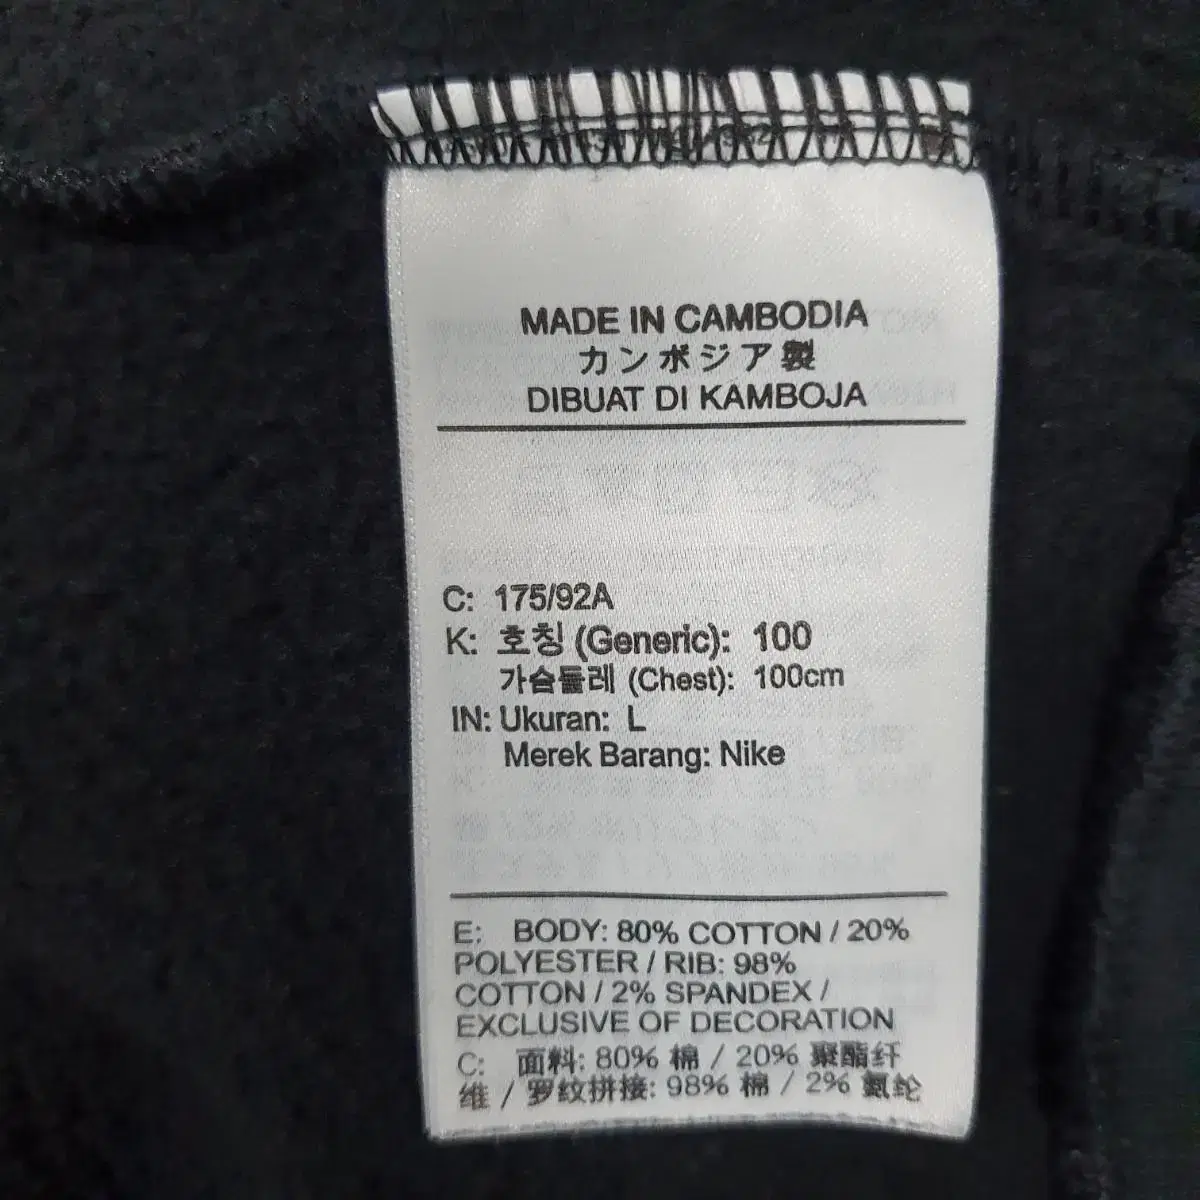 MADE IN CAMBODIA
カンボジア製
DIBUAT DI KAMBOJA
C: 175/92A
K: 호칭 (Generic): 100
가슴둘레 (Chest): 100cm
IN: Ukuran: L
Merek Barang: Nike
E: BODY: 80% COTTON / 20%
POLYESTER / RIB: 98%
COTTON / 2% SPANDEX /
EXCLUSIVE OF DECORATION
C: 面料: 80% 棉 / 20% 聚酯纤
维 / 罗纹拼接: 98% 棉 / 2% 氨纶